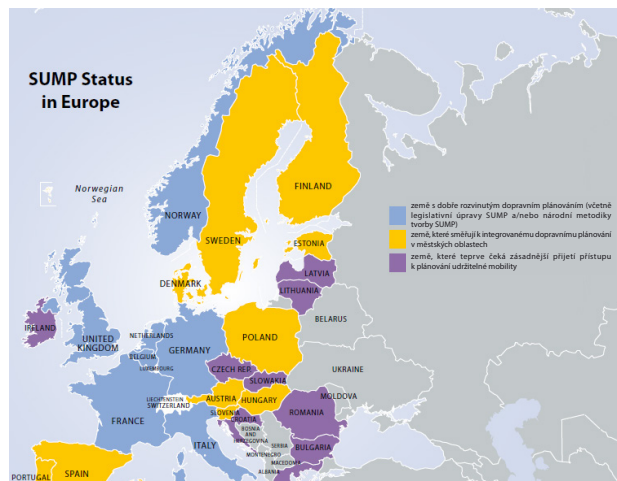 SUMP Status
in Europe
Norwegian
Sea
NORWAY
SWEDEN
FINLAND
ESTONIA
LATVIA
LITHUANIA
DENMARK
IRELAND
UNITED
KINGDOM
NETHERLANDS
BELGIUM
LUXEMBOURG
GERMANY
POLAND
BELARUS
UKRAINE
CZECH REP.
SLOVAKIA
MOLDOVA
LIECHTENSTEIN
SWITZERLAND
AUSTRIA
HUNGARY
SLOVENIA
CROATIA
ROMANIA
FRANCE
ITALY
BOSNIA
AND
HERZEGOVINA
SERBIA
MONTENEGRO
BULGARIA
MACEDONIA
ALBANIA
PORTUGAL
SPAIN
země s dobře rozvinutým dopravním plánováním (včetně
legislativní úpravy SUMP a/nebo národní metodiky
tvorby SUMP)
země, které směřují k integrovanému dopravnímu plánování
v městských oblastech
země, které teprve čeká zásadnější přijetí přístupu
k plánování udržitelné mobility